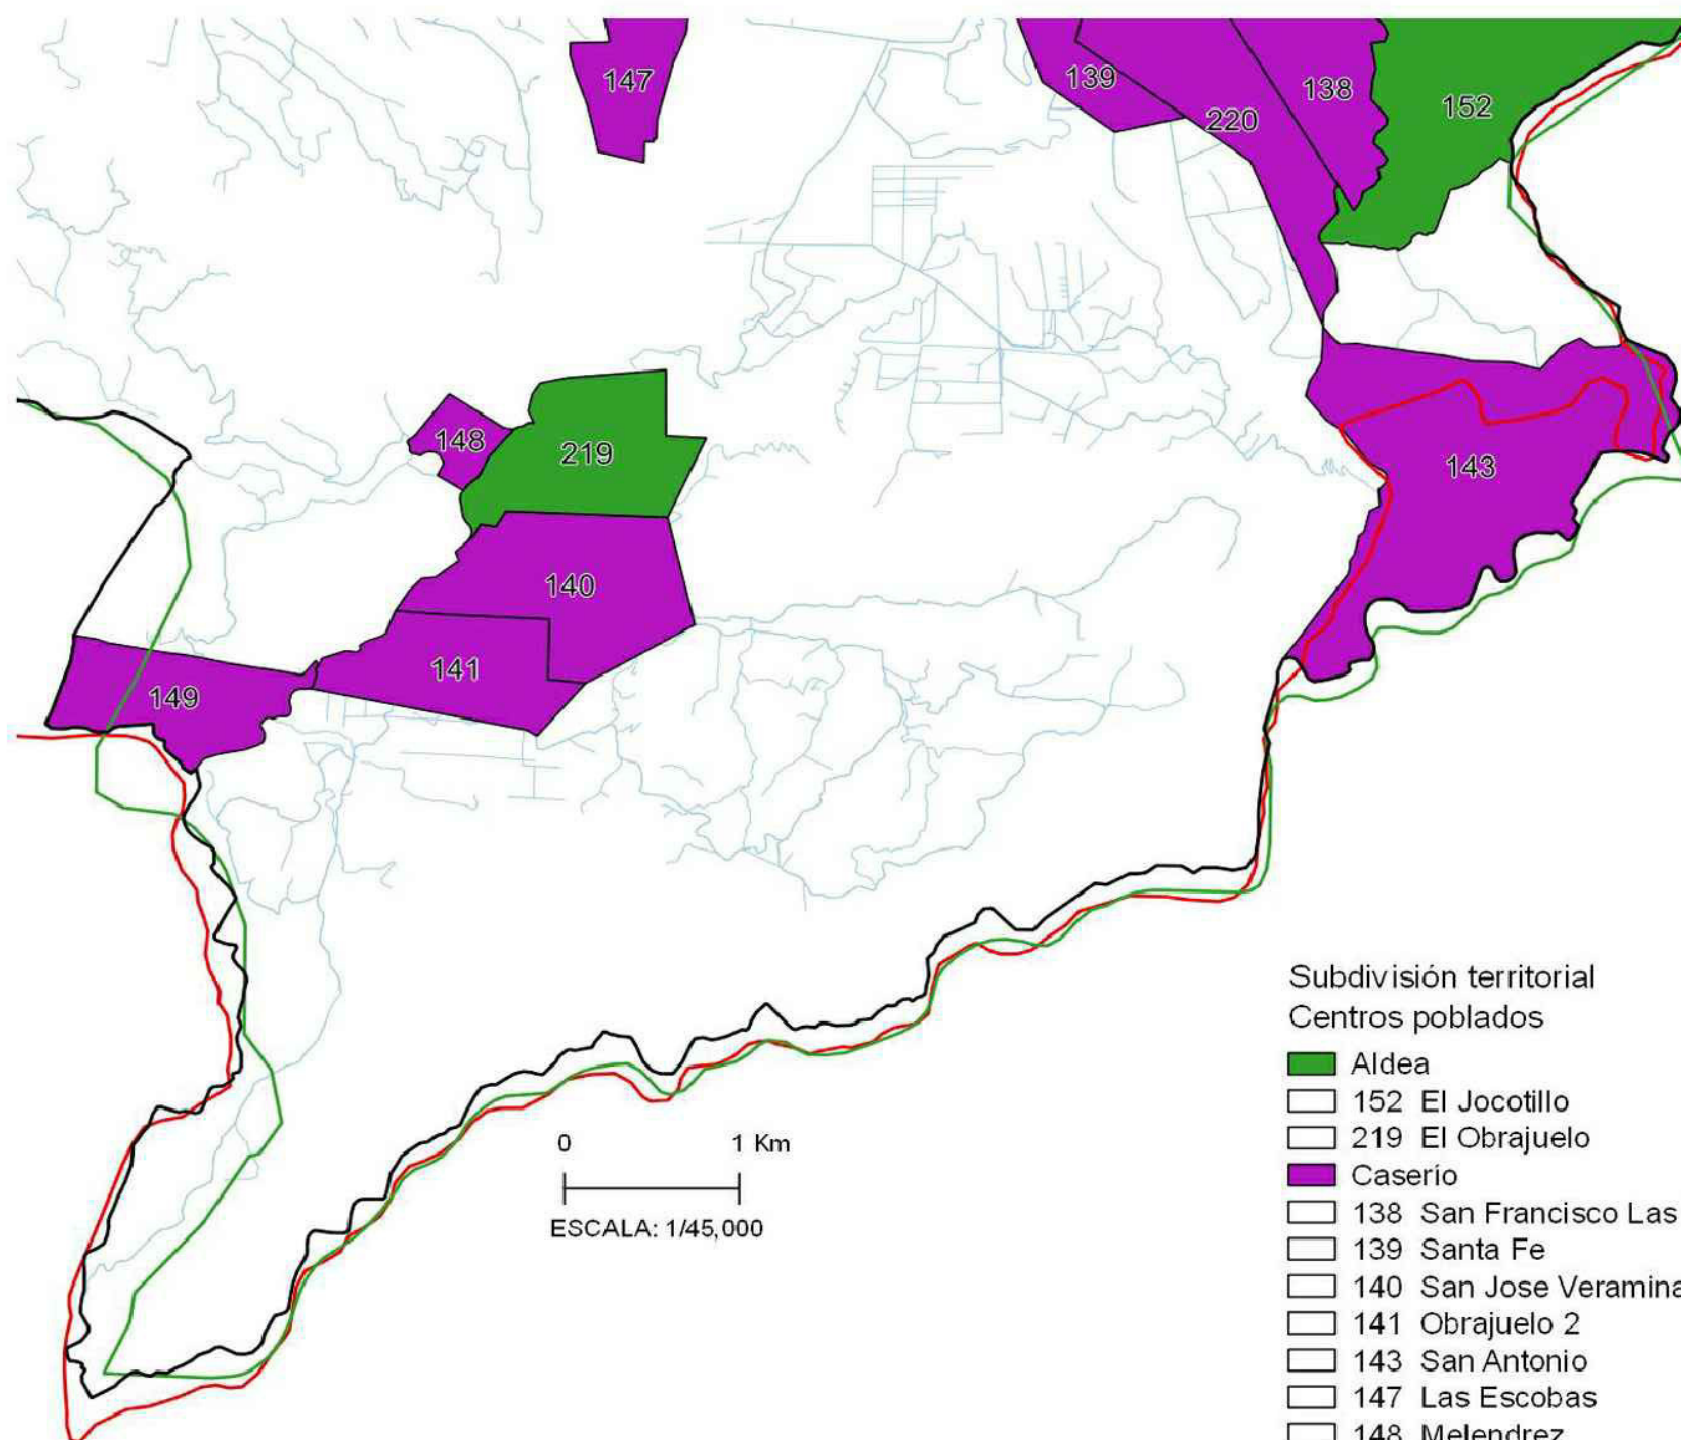 147
139
138
220
152
148
219
143
140
141
149
Subdivisión territorial
Centros poblados
Aldea
152 El Jocotillo
219 El Obrajuelo
Caserío
138 San Francisco Las
139 Santa Fe
140 San Jose Veramina
141 Obrajuelo 2
143 San Antonio
147 Las Escobas
148 Melendrez
0 1 Km
ESCALA: 1/45,000